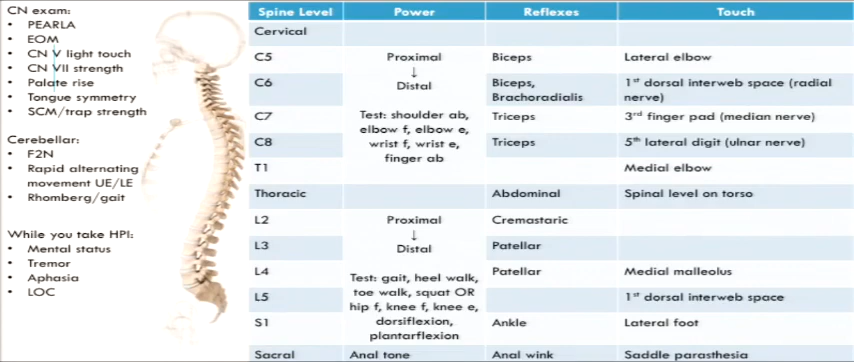 CN exam:
• PEARLA
• EOM
• CN V light touch
• CN VII strength
• Palate rise
• Tongue symmetry
• SCM/trap strength
Cerebellar:
• F2N
• Rapid alternating
movement UE/LE
• Rhomberg/gait
While you take HPI:
• Mental status
• Tremor
• Aphasia
• LOC
Spine Level Power Reflexes Touch
Cervical
C5 Proximal Biceps Lateral elbow
↓
C6 Distal Biceps, Brachoradialis 1st dorsal interweb space (radial nerve)
C7 Test: shoulder ab, Triceps 3rd finger pad (median nerve)
elbow f, elbow e,
C8 wrist f, wrist e, Triceps 5th lateral digit (ulnar nerve)
finger ab
T1 Medial elbow
Thoracic Abdominal Spinal level on torso
L2 Proximal Cremastaric
↓
L3 Distal Patellar
L4 Test: gait, heel walk, Patellar Medial malleolus
toe walk, squat OR
L5 hip f, knee f, knee e, 1st dorsal interweb space
dorsiflexion,
S1 plantarflexion Ankle Lateral foot
Sacral Anal tone Anal wink Saddle parasthesia